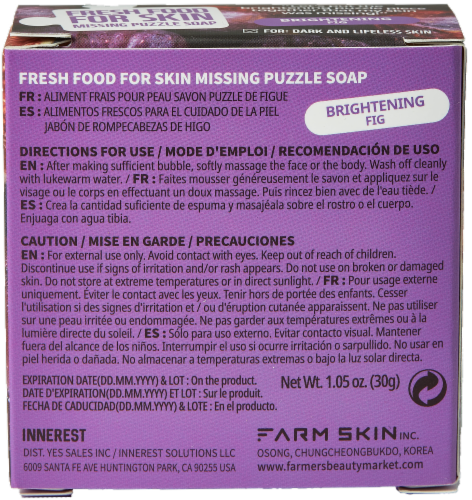 FRESH FOOD
FOR SKIN
MISSING PUZZLE SOAP
BRIGHTENING
FIG
FOR: DARK AND LIFELESS SKIN
FRESH FOOD FOR SKIN MISSING PUZZLE SOAP
FR : ALIMENT FRAIS POUR PEAU SAVON PUZZLE DE FIGUE
ES : ALIMENTOS FRESCOS PARA EL CUIDADO DE LA PIEL
JABÓN DE ROMPECABEZAS DE HIGO
BRIGHTENING
FIG
DIRECTIONS FOR USE / MODE D'EMPLOI / RECOMENDACIÓN DE USO
EN : After making sufficient bubble, softly massage the face or the body. Wash off cleanly
with lukewarm water. / FR : Faites mousser généreusement le savon et appliquez sur le
visage ou le corps en effectuant un doux massage. Puis rincez bien avec de l'eau tiède. /
ES : Crea la cantidad suficiente de espuma y masajéala sobre el rostro o el cuerpo.
Enjuaga con agua tibia.
CAUTION / MISE EN GARDE / PRECAUCIONES
EN : For external use only. Avoid contact with eyes. Keep out of reach of children.
Discontinue use if signs of irritation and/or rash appears. Do not use on broken or damaged
skin. Do not store at extreme temperatures or in direct sunlight. / FR : Pour usage externe
uniquement. Éviter le contact avec les yeux. Tenir hors de portée des enfants. Cesser
l'utilisation si des signes d'irritation et / ou d'éruption cutanée apparaissent. Ne pas utiliser
sur une peau irritée ou endommagée. Ne pas garder aux températures extrêmes ou à la
lumière directe du soleil. / ES : Sólo para uso externo. Evitar contacto visual. Mantener
fuera del alcance de los niños. Interrumpir el uso si ocurre irritación o sarpullido. No usar en
piel herida o dañada. No almacenar a temperaturas extremas o bajo la luz solar directa.
EXPIRATION DATE(DD.MM.YYYY) & LOT : On the product.
DATE D'EXPIRATION(DD.MM.YYYY) ET LOT : Sur le produit.
FECHA DE CADUCIDAD(DD.MM.YYYY) & LOTE : En el producto.
Net Wt. 1.05 oz. (30g)
INNEREST
DIST. YES SALES INC / INNEREST SOLUTIONS LLC
6009 SANTA FE AVE HUNTINGTON PARK, CA 90255 USA
FARM SKIN INC.
OSONG, CHUNGCHEONGBUKDO, KOREA
www.farmersbeautymarket.com